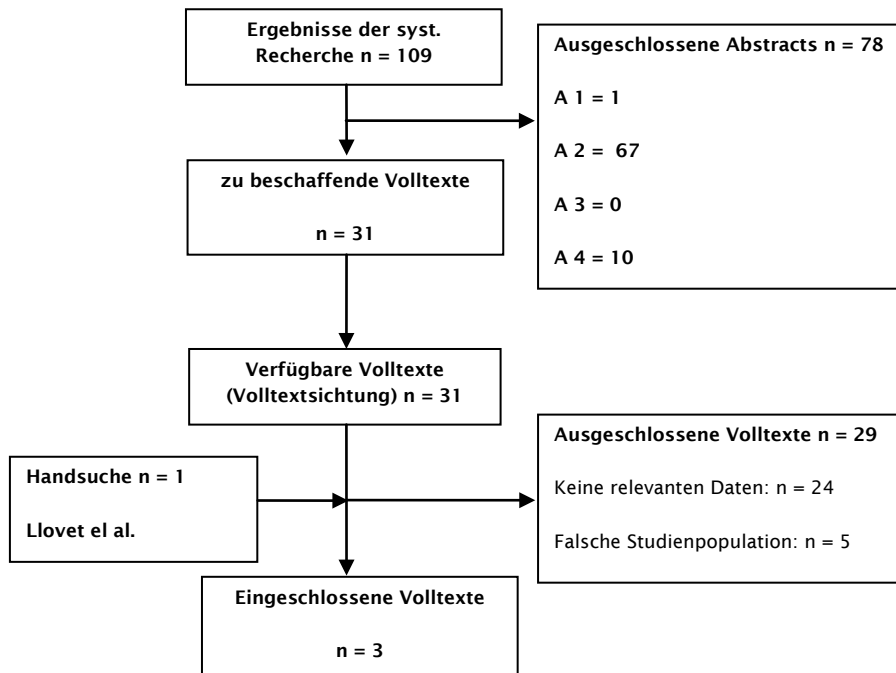 Ergebnisse der syst.
Recherche n = 109
Ausgeschlossene Abstracts n = 78
A 1 = 1
A 2 =  67
A 3 = 0
A 4 = 10
zu beschaffende Volltexte
n = 31
Verfügbare Volltexte
(Volltextsichtung) n = 31
Ausgeschlossene Volltexte n = 29
Keine relevanten Daten: n = 24
Falsche Studienpopulation: n = 5
Handsuche n = 1
Llovet el al.
Eingeschlossene Volltexte
n = 3